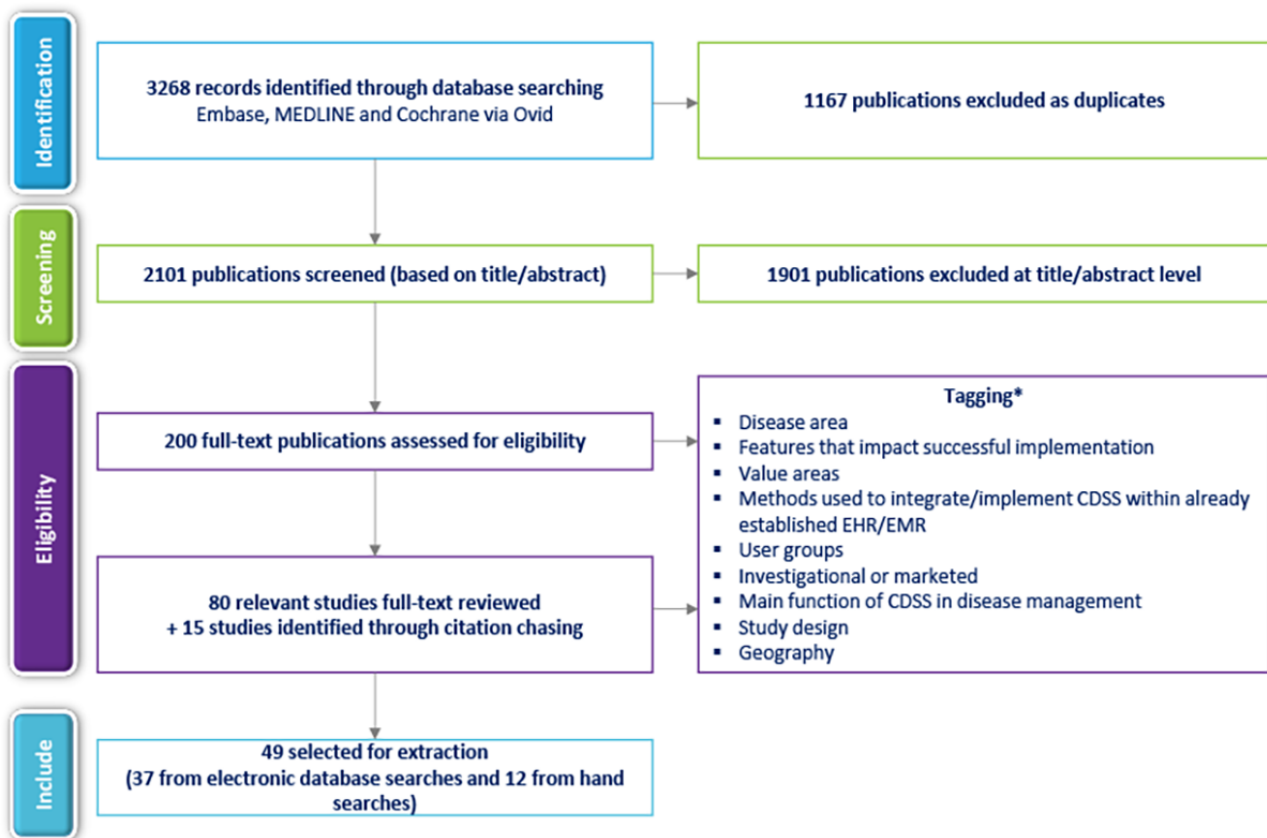 Identification
3268 records identified through database searching
Embase, MEDLINE and Cochrane via Ovid
1167 publications excluded as duplicates
Screening
2101 publications screened (based on title/abstract)
1901 publications excluded at title/abstract level
Eligibility
200 full-text publications assessed for eligibility
80 relevant studies full-text reviewed
+ 15 studies identified through citation chasing
Tagging*
▪ Disease area
▪ Features that impact successful implementation
▪ Value areas
▪ Methods used to integrate/implement CDSS within already
established EHR/EMR
▪ User groups
▪ Investigational or marketed
▪ Main function of CDSS in disease management
▪ Study design
▪ Geography
Include
49 selected for extraction
(37 from electronic database searches and 12 from hand
searches)